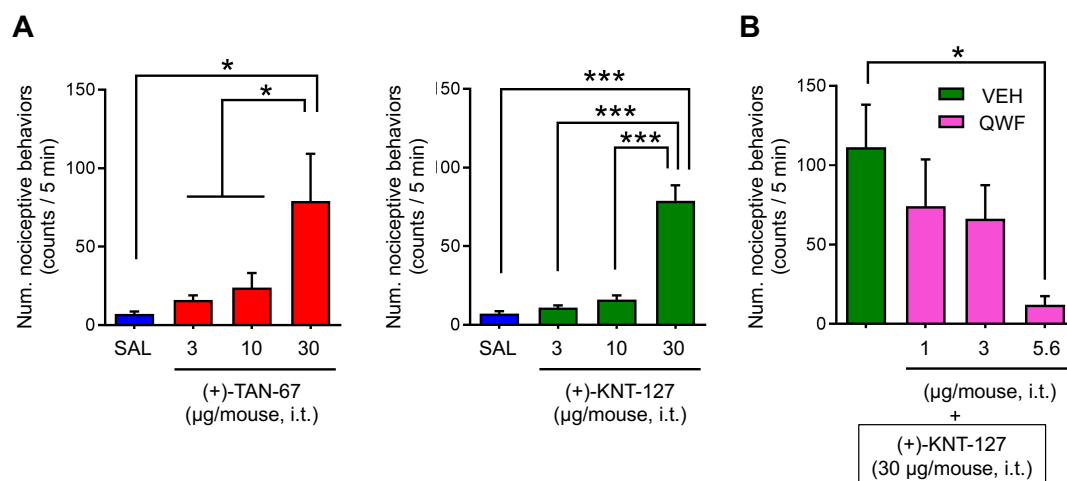 A
Num. nociceptive behaviors
(counts / 5 min)
150
100
50
0
*
*
SAL
3
10
30
(+)-TAN-67
(µg/mouse, i.t.)
Num. nociceptive behaviors
(counts / 5 min)
150
100
50
0
***
***
***
SAL
3
10
30
(+)-KNT-127
(µg/mouse, i.t.)
B
Num. nociceptive behaviors
(counts / 5 min)
150
100
50
0
*
VEH
QWF
1
3
5.6
(µg/mouse, i.t.)
+
(+)-KNT-127
(30 µg/mouse, i.t.)